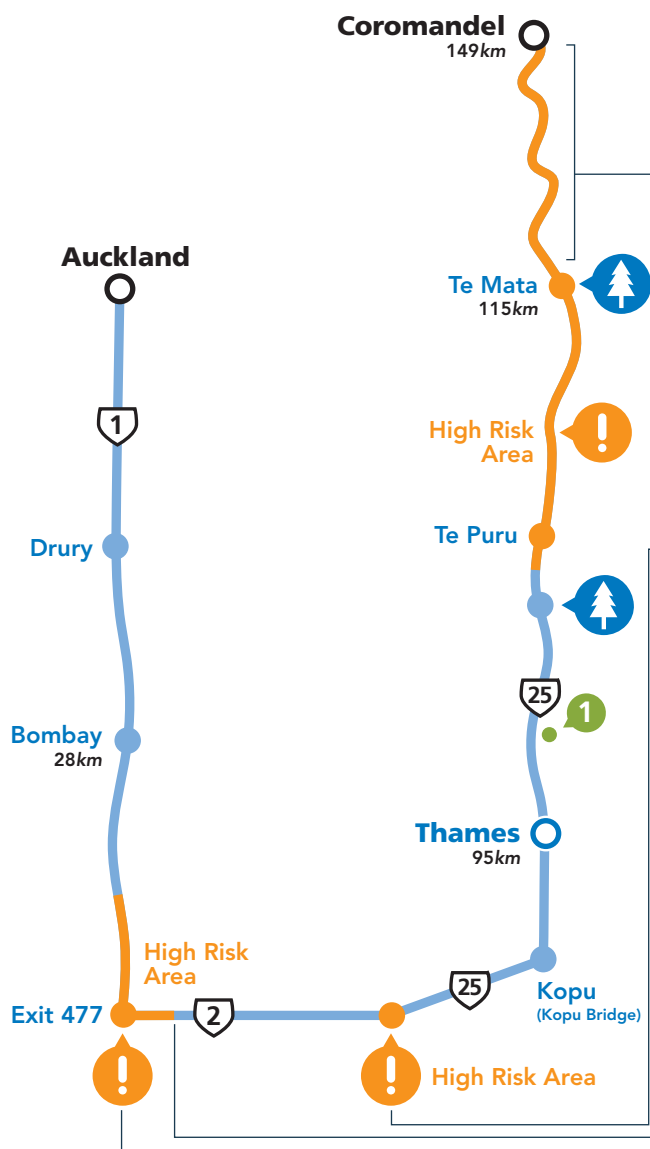 Coromandel
149km
Auckland
Te Mata
115km
1
High Risk
Area
!
Te Puru
Drury
25
1
Bombay
28km
Thames
95km
High Risk
Area
25
Kopu
(Kopu Bridge)
Exit 477
2
!
!
High Risk Area